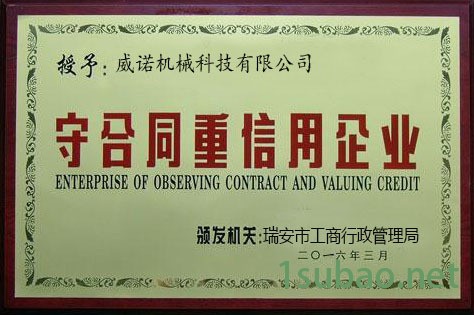 授予：威诺机械科技有限公司
守合同重信用企业
ENTERPRISE OF OBSERVING CONTRACT AND VALUING CREDIT
颁发机关:瑞安市工商行政管理局
二〇一六年三月
1subao.net